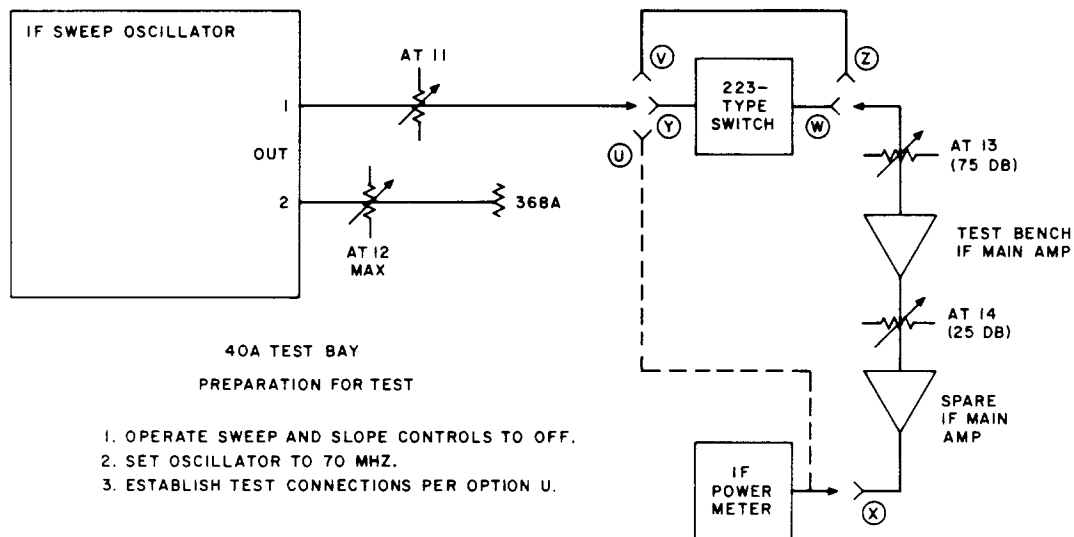 IF SWEEP OSCILLATOR
AT 11
1
OUT
2
AT 12
MAX
368A
V
Z
Y
U
W
223-
TYPE
SWITCH
AT 13
(75 DB)
TEST BENCH
IF MAIN AMP
AT 14
(25 DB)
SPARE
IF MAIN
AMP
IF
POWER
METER
X
40A TEST BAY
PREPARATION FOR TEST
1. OPERATE SWEEP AND SLOPE CONTROLS TO OFF.
2. SET OSCILLATOR TO 70 MHZ.
3. ESTABLISH TEST CONNECTIONS PER OPTION U.